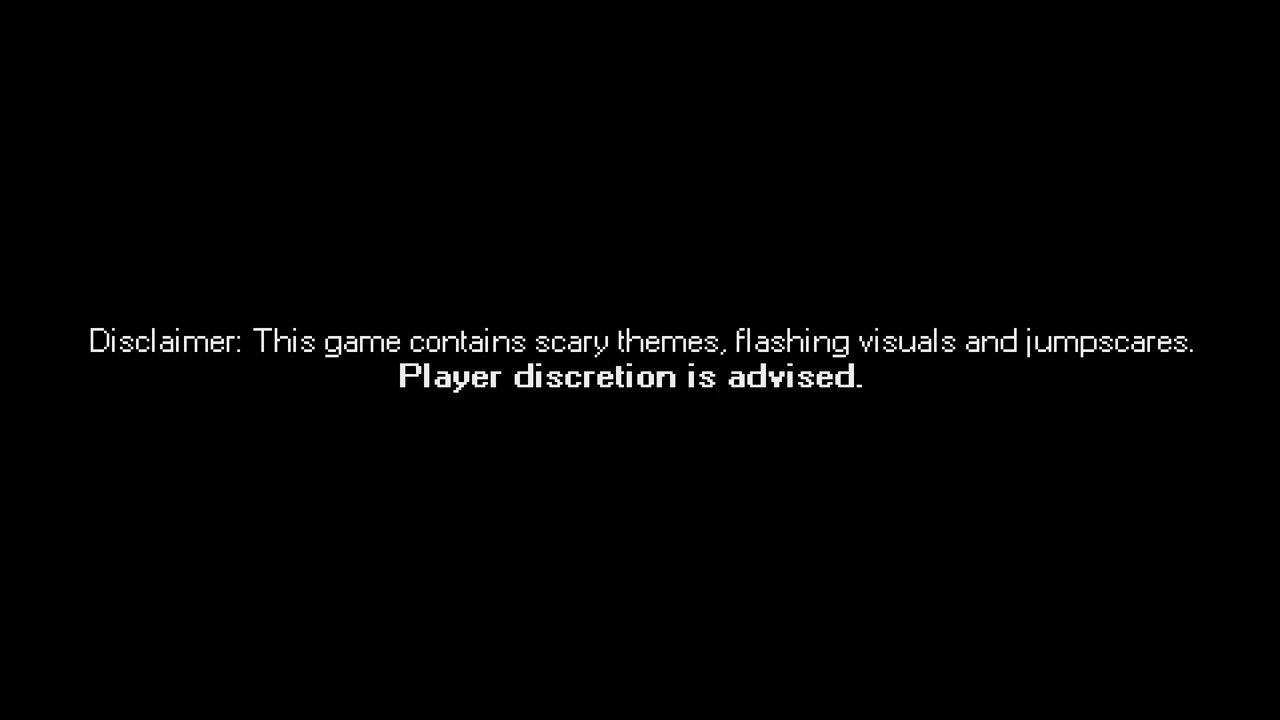 Disclaimer: This game contains scary themes, flashing visuals and jumpscares.
Player discretion is advised.